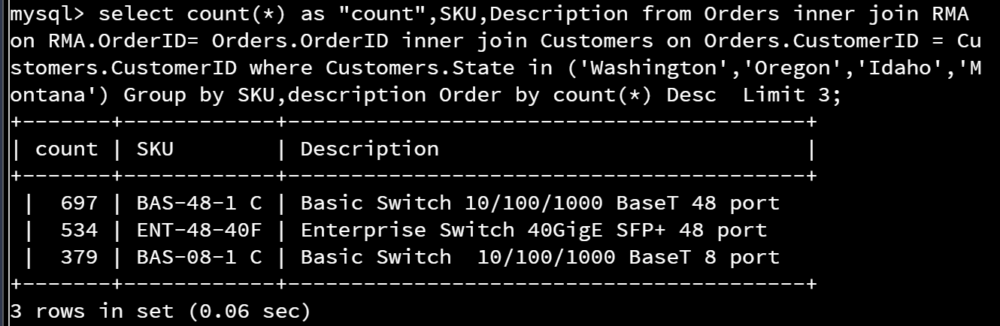 mysql> select count(*) as "count",SKU,Description from Orders inner join RMA
on RMA.OrderID= Orders.OrderID inner join Customers on Orders.CustomerID = Cu
stomers.CustomerID where Customers.State in ('Washington','Oregon','Idaho','M
ontana') Group by SKU,description Order by count(*) Desc  Limit 3;
+-------+------------+-----------------------------------------+
| count | SKU        | Description                             |
+-------+------------+-----------------------------------------+
 |  697 | BAS-48-1 C | Basic Switch 10/100/1000 BaseT 48 port
 |  534 | ENT-48-40F | Enterprise Switch 40GigE SFP+ 48 port
 |  379 | BAS-08-1 C | Basic Switch  10/100/1000 BaseT 8 port
+-------+------------+-----------------------------------------+
3 rows in set (0.06 sec)